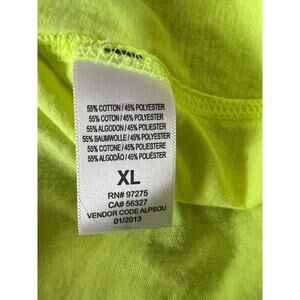 55% COTTON / 45% POLYESTER
55% COTON / 45% POLYESTER
55% ALGODON / 45% POLIESTER
55% BAUMWOLLE / 45% POLYESTER
55% COTONE / 45% POLIESTERE
55% ALGODÃO / 45% POLIÉSTER
XL
RN# 97275
CA# 56327
VENDOR CODE ALPSOU
01/2013